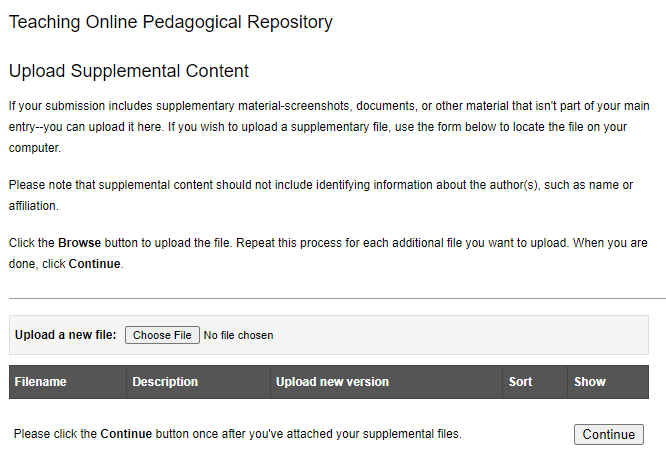 Teaching Online Pedagogical Repository
Upload Supplemental Content
If your submission includes supplementary material-screenshots, documents, or other material that isn't part of your main
entry--you can upload it here. If you wish to upload a supplementary file, use the form below to locate the file on your
computer.
Please note that supplemental content should not include identifying information about the author(s), such as name or
affiliation.
Click the Browse button to upload the file. Repeat this process for each additional file you want to upload. When you are
done, click Continue.
Upload a new file: Choose File No file chosen
Filename Description Upload new version Sort Show
Please click the Continue button once after you've attached your supplemental files. Continue